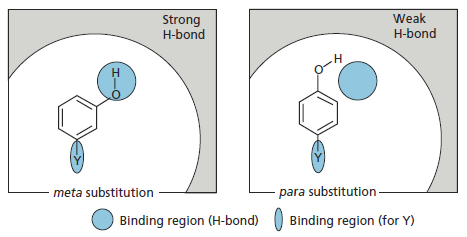 Strong
H-bond
H
O
Y
meta substitution
Weak
H-bond
H
O
Y
para substitution
Binding region (H-bond)
Binding region (for Y)